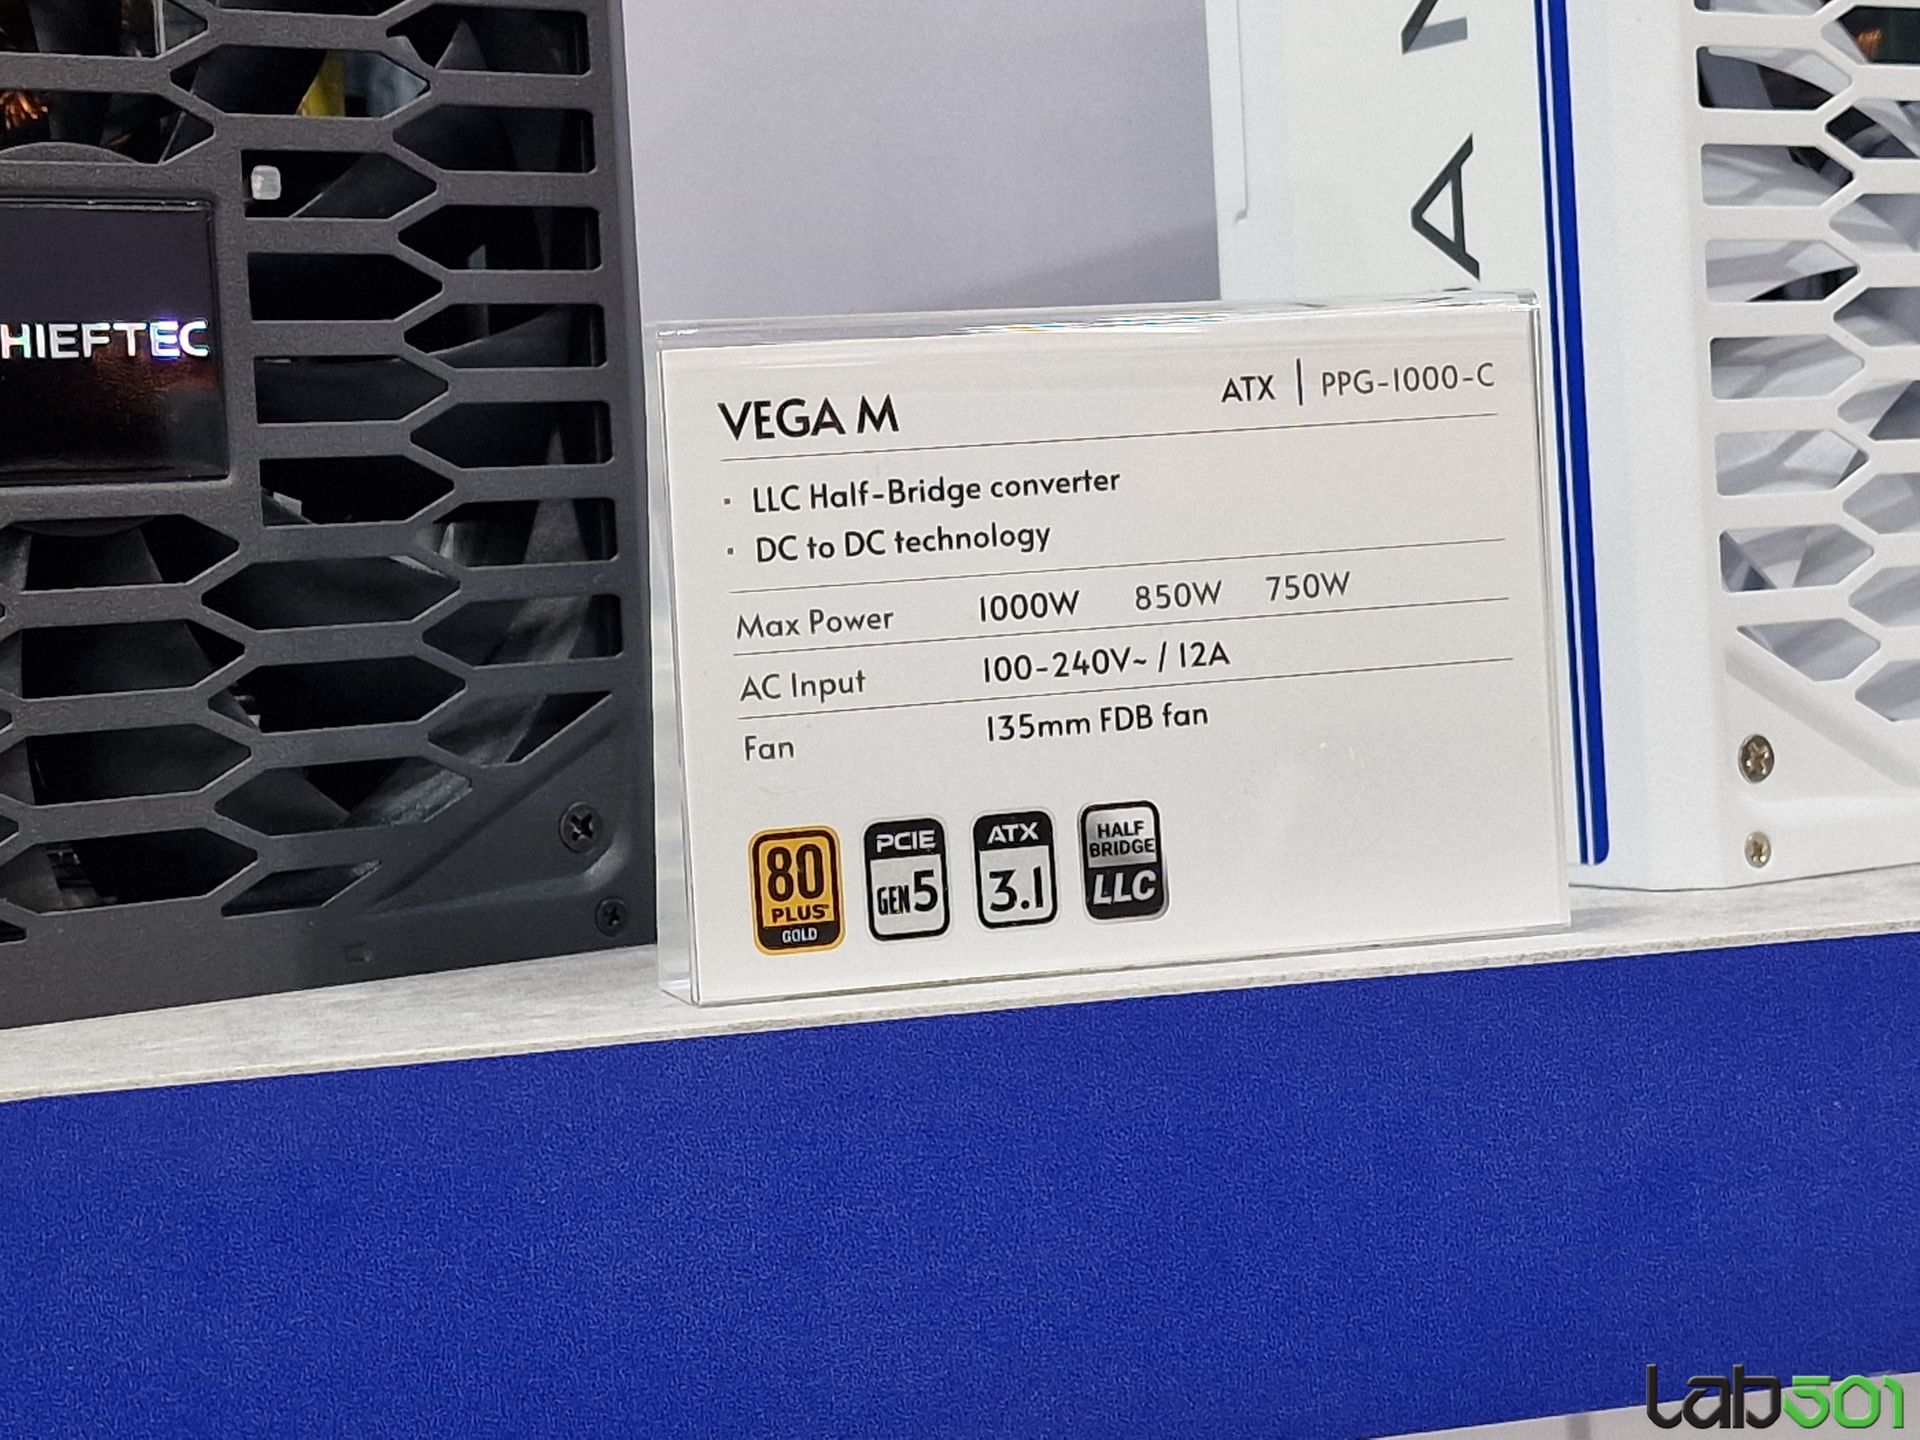 HIEFTEC
A N
VEGA M
ATX | PPG-1000-C
· LLC Half-Bridge converter
· DC to DC technology
Max Power 1000W 850W 750W
AC Input 100-240V~ / 12A
Fan 135mm FDB fan
80
PLUS
GOLD
PCIE
GEN 5
ATX
3.1
HALF
BRIDGE
LLC
Lab501